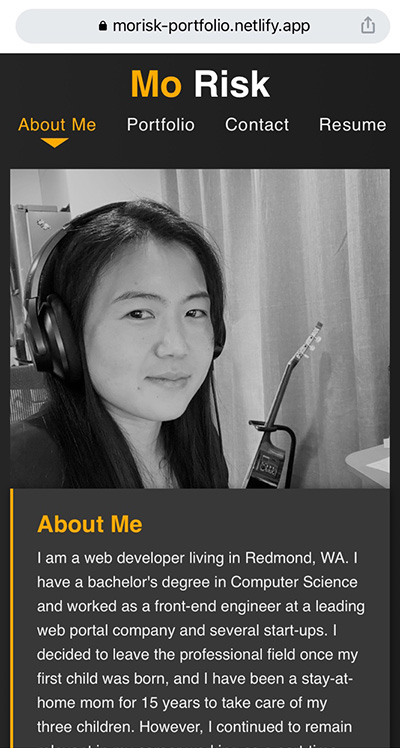 morisk-portfolio.netlify.app
Mo Risk
About Me Portfolio Contact Resume
About Me
I am a web developer living in Redmond, WA. I
have a bachelor's degree in Computer Science
and worked as a front-end engineer at a leading
web portal company and several start-ups. I
decided to leave the professional field once my
first child was born, and I have been a stay-at-
home mom for 15 years to take care of my
three children. However, I continued to remain